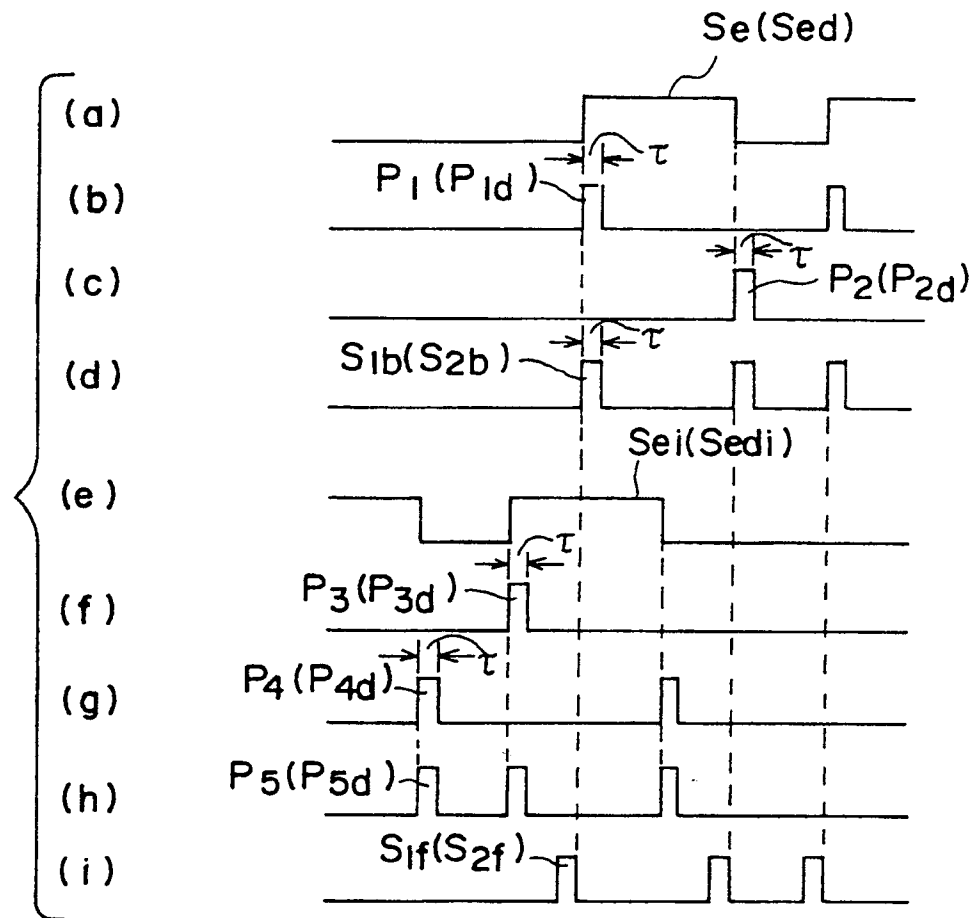 Se(Sed)
(a)
τ
P1(P1d)
(b)
τ
(c)
P2(P2d)
τ
S1b(S2b)
(d)
Sei(Sedi)
(e)
τ
P3(P3d)
(f)
τ
P4(P4d)
(g)
P5(P5d)
(h)
S1f(S2f)
(i)